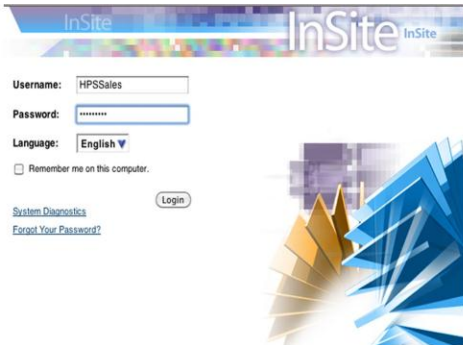 InSite InSite InSite
Username: HPSSales
Password: •••••••••
Language: English
Remember me on this computer.
Login
System Diagnostics
Forgot Your Password?